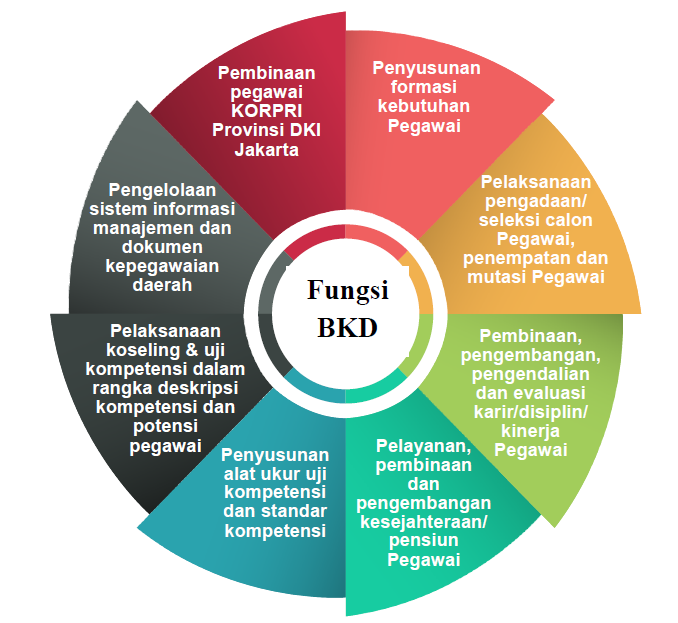 Fungsi
BKD
Penyusunan
formasi
kebutuhan
Pegawai
Pelaksanaan
pengadaan/
seleksi calon
Pegawai,
penempatan dan
mutasi Pegawai
Pembinaan,
pengembangan,
pengendalian
dan evaluasi
karir/disiplin/
kinerja
Pegawai
Pelayanan,
pembinaan
dan
pengembangan
kesejahteraan/
pensiun
Pegawai
Penyusunan
alat ukur uji
kompetensi
dan standar
kompetensi
Pelaksanaan
koseling & uji
kompetensi dalam
rangka deskripsi
kompetensi dan
potensi
pegawai
Pengelolaan
sistem informasi
manajemen dan
dokumen
kepegawaian
daerah
Pembinaan
pegawai
KORPRI
Provinsi DKI
Jakarta